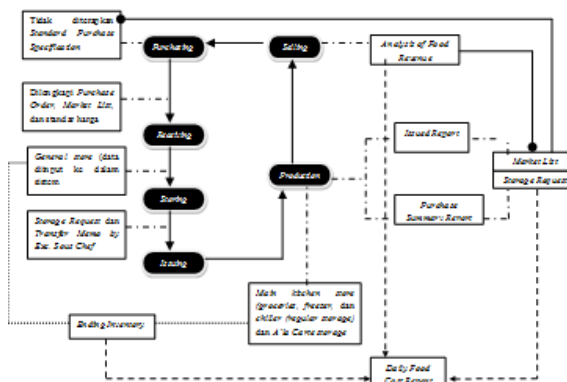 Tidak diterapkan
Standard Purchase
Specification
Purchasing
Selling
Analysis of Food
Revenue
Dilengkapi Purchase
Order, Market List,
dan standar harga
Receiving
Issued Report
General store (data
diinput ke dalam
sistem
Production
Market List
Storage Request
Storing
Purchase
Summary Report
Storage Request dan
Transfer Memo by
Exc. Sous Chef
Issuing
Main kitchen store
(groceries, freezer, dan
chiller (regular storage)
dan A'la Carte storage
Ending Inventory
Daily Food
Cost Report